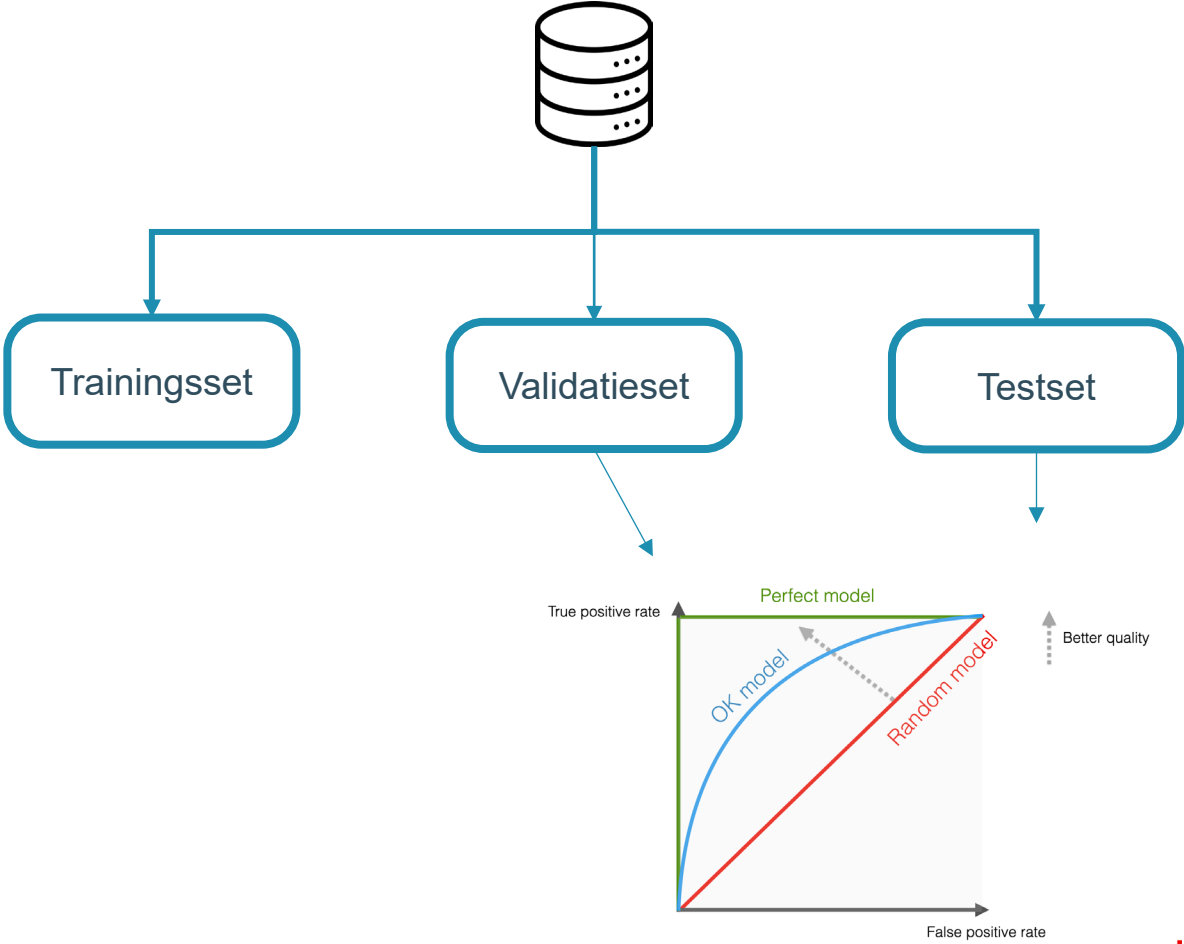 Trainingsset
Validatieset
Testset
Perfect model
True positive rate
Better quality
OK model
Random model
False positive rate